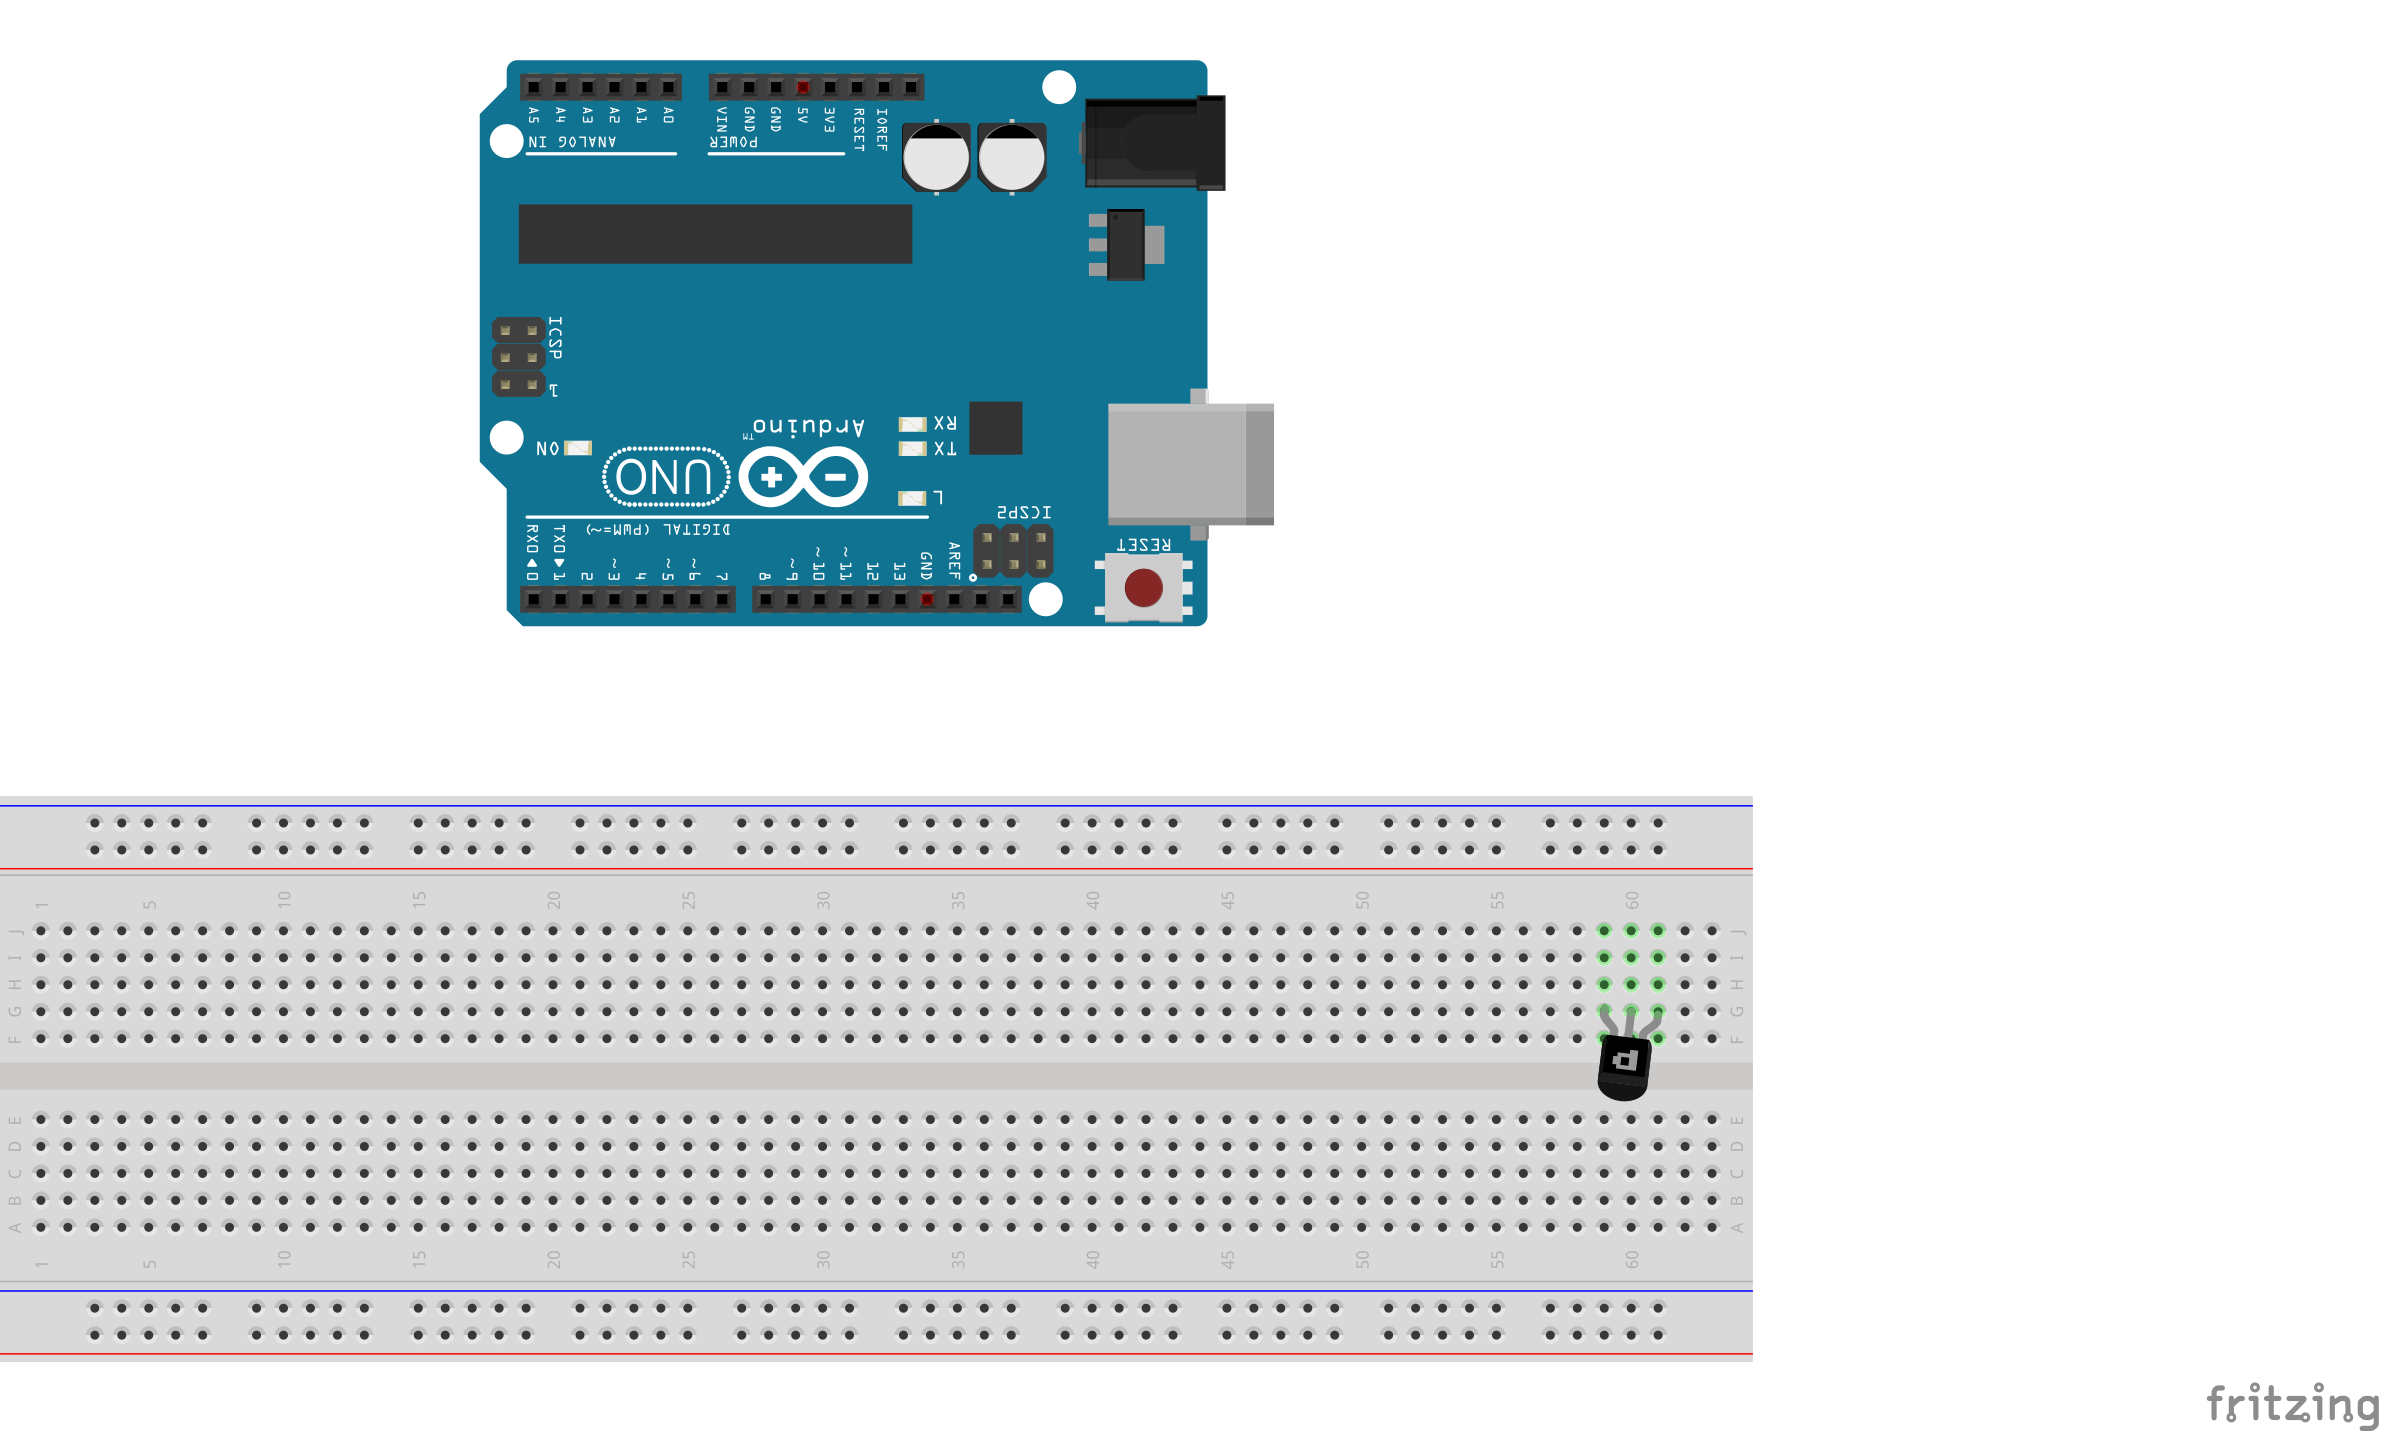 A5 A4 A3 A2 A1 A0 VIN GND GND 5V 3V3 RESET IOREF
ANALOG IN POWER
ICSP
1
RX
Arduino
TM
TX
ON
UNO
L
ICSP2
DIGITAL (PWM=~)
RESET
RX0 TX0 AREF GND
0 1 2 ~3 4 ~5 ~6 7 8 ~9 ~10 ~11 12 13
1 5 10 15 20 25 30 35 40 45 50 55 60
J J
I I
H H
G G
F F
E E
D D
C C
B B
A A
1 5 10 15 20 25 30 35 40 45 50 55 60
fritzing